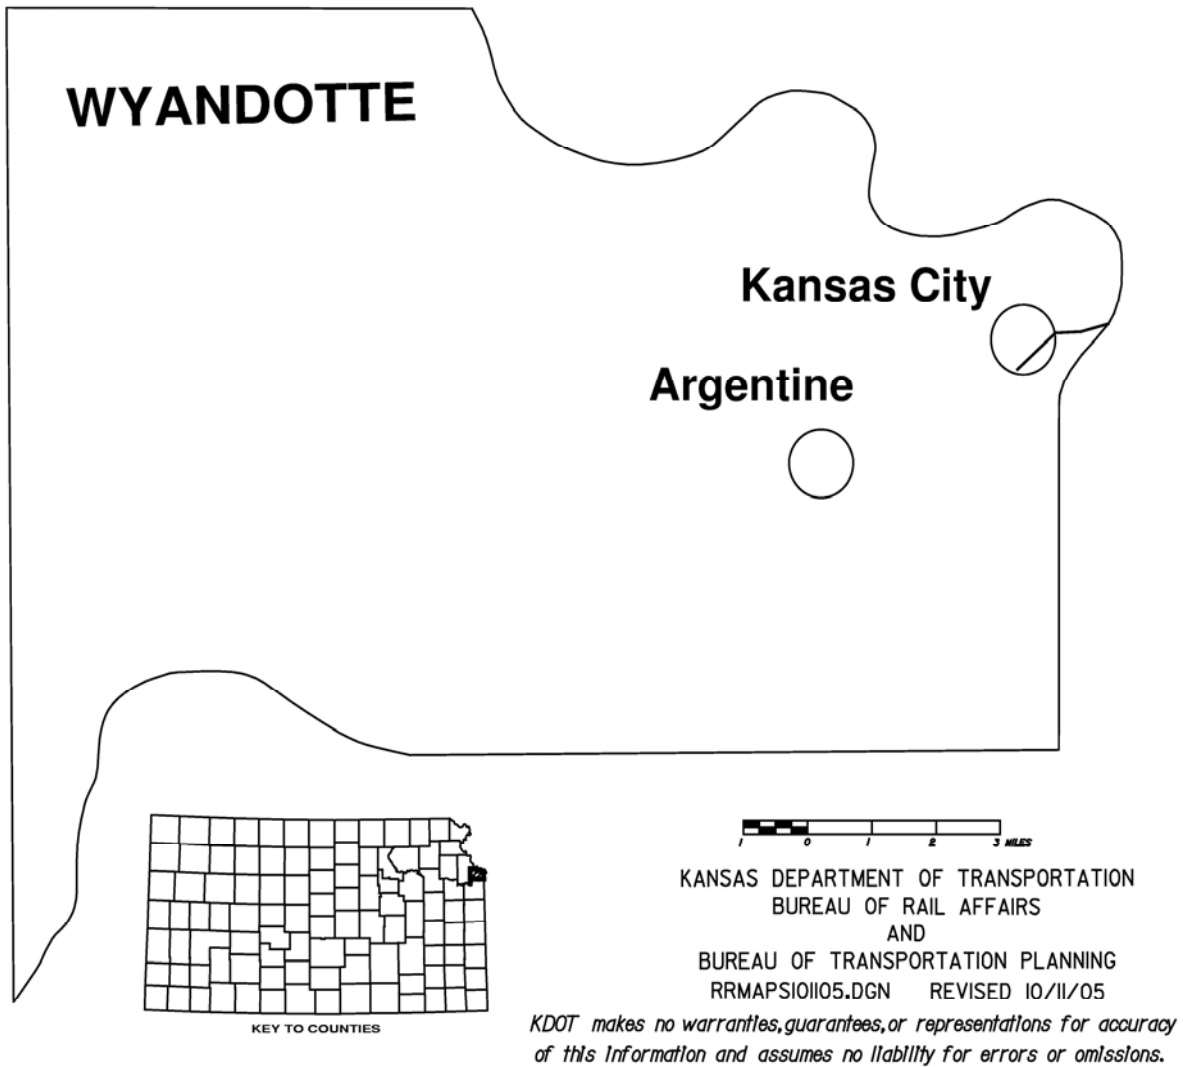 WYANDOTTE
Kansas City
Argentine
1 0 1 2 3 MILES
KANSAS DEPARTMENT OF TRANSPORTATION
BUREAU OF RAIL AFFAIRS
AND
BUREAU OF TRANSPORTATION PLANNING
RRMAPS101105.DGN REVISED 10/11/05
KEY TO COUNTIES
KDOT makes no warranties, guarantees, or representations for accuracy
of this information and assumes no liability for errors or omissions.